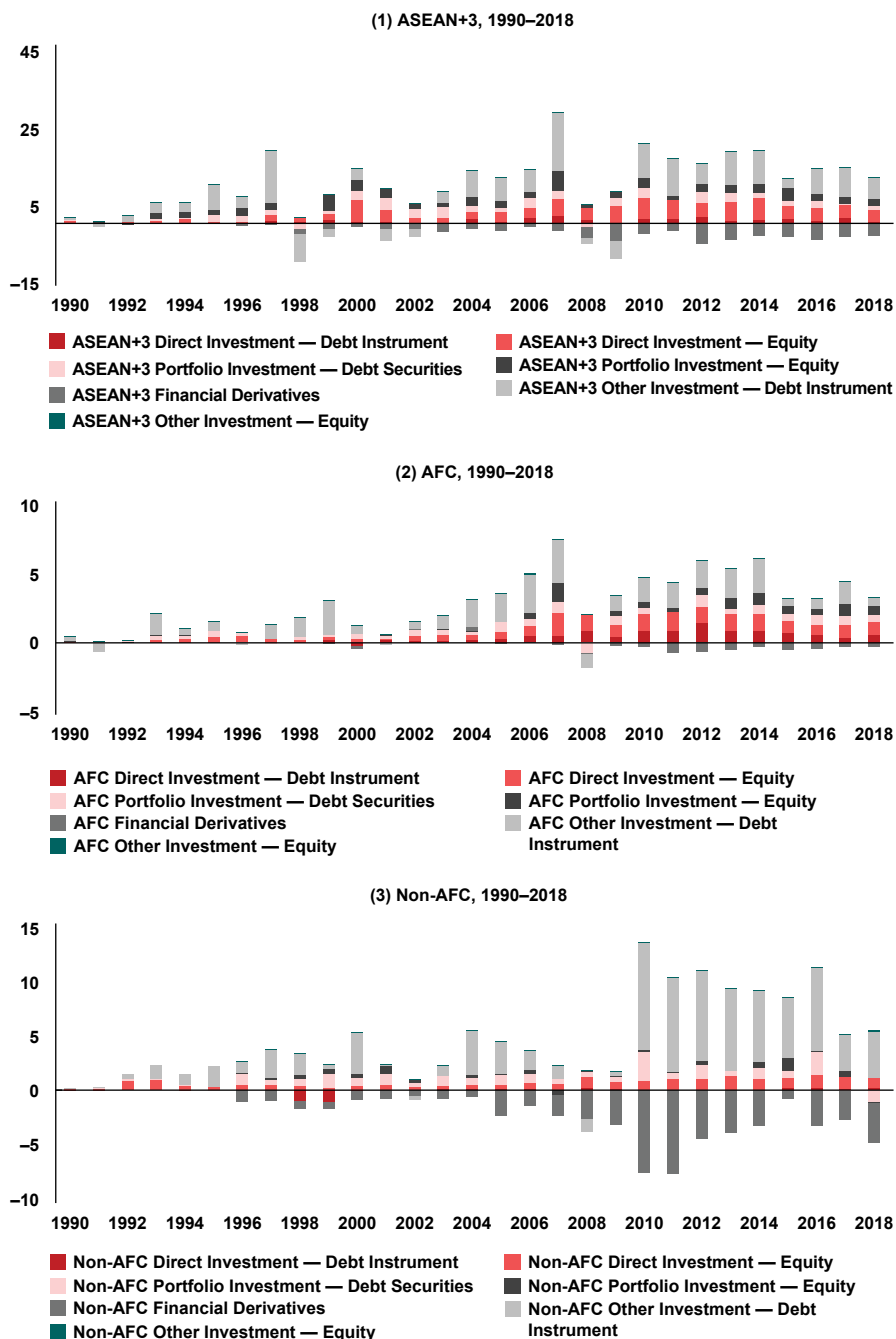 (1) ASEAN+3, 1990–2018
45
25
5
–15
1990 1992 1994 1996 1998 2000 2002 2004 2006 2008 2010 2012 2014 2016 2018
ASEAN+3 Direct Investment — Debt Instrument
ASEAN+3 Direct Investment — Equity
ASEAN+3 Portfolio Investment — Debt Securities
ASEAN+3 Portfolio Investment — Equity
ASEAN+3 Financial Derivatives
ASEAN+3 Other Investment — Debt Instrument
ASEAN+3 Other Investment — Equity
(2) AFC, 1990–2018
10
5
0
–5
1990 1992 1994 1996 1998 2000 2002 2004 2006 2008 2010 2012 2014 2016 2018
AFC Direct Investment — Debt Instrument
AFC Direct Investment — Equity
AFC Portfolio Investment — Debt Securities
AFC Portfolio Investment — Equity
AFC Financial Derivatives
AFC Other Investment — Debt
Instrument
AFC Other Investment — Equity
(3) Non-AFC, 1990–2018
15
10
5
0
–5
–10
1990 1992 1994 1996 1998 2000 2002 2004 2006 2008 2010 2012 2014 2016 2018
Non-AFC Direct Investment — Debt Instrument
Non-AFC Direct Investment — Equity
Non-AFC Portfolio Investment — Debt Securities
Non-AFC Portfolio Investment — Equity
Non-AFC Financial Derivatives
Non-AFC Other Investment — Debt
Instrument
Non-AFC Other Investment — Equity